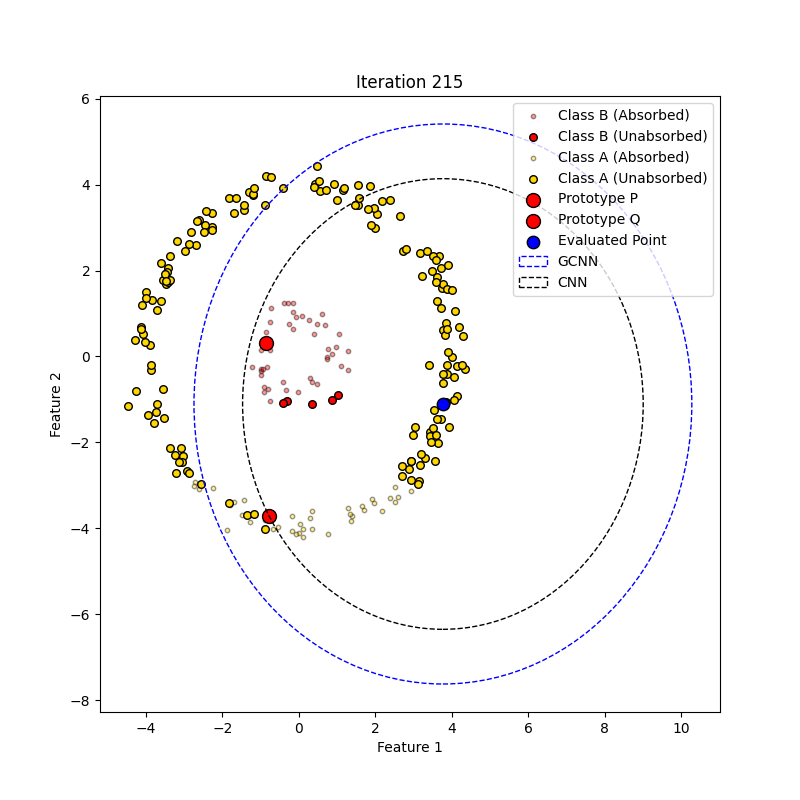 Iteration 215
Class B (Absorbed)
Class B (Unabsorbed)
Class A (Absorbed)
Class A (Unabsorbed)
Prototype P
Prototype Q
Evaluated Point
GCNN
CNN
6
4
2
0
−2
−4
−6
−8
Feature 2
−4
−2
0
2
4
6
8
10
Feature 1